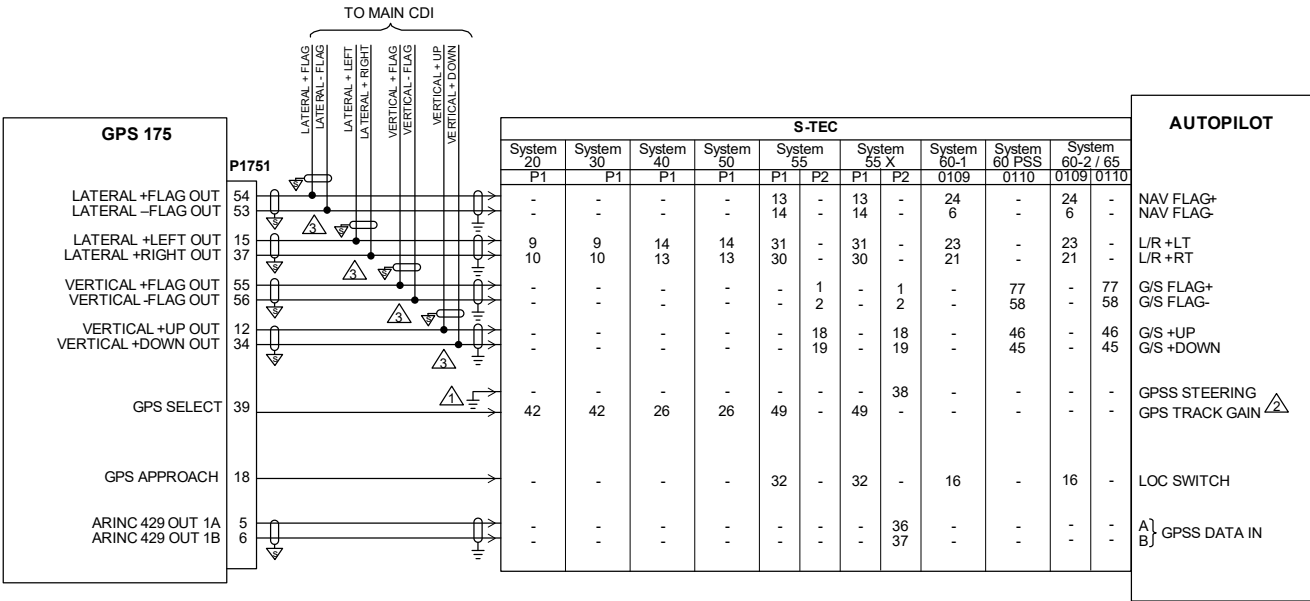 TO MAIN CDI
LATERAL + FLAG
LATERAL - FLAG
LATERAL + LEFT
LATERAL + RIGHT
VERTICAL + FLAG
VERTICAL - FLAG
VERTICAL + UP
VERTICAL + DOWN
GPS 175
P1751
S-TEC
AUTOPILOT
System 20 System 30 System 40 System 50 System 55 System 55 X System 60-1 System 60 PSS System 60-2 / 65
P1 P1 P1 P1 P1 P2 P1 P2 0109 0110 0109 0110
LATERAL +FLAG OUT 54 - - - - 13 - 13 - 24 - 24 - NAV FLAG+
LATERAL –FLAG OUT 53 - - - - 14 - 14 - 6 - 6 - NAV FLAG-
S S 3 S
LATERAL +LEFT OUT 15 9 9 14 14 31 - 31 - 23 - 23 - L/R +LT
LATERAL +RIGHT OUT 37 10 10 13 13 30 - 30 - 21 - 21 - L/R +RT
S 3 S
VERTICAL +FLAG OUT 55 - - - - - 1 - 1 - 77 - 77 G/S FLAG+
VERTICAL -FLAG OUT 56 - - - - - 2 - 2 - 58 - 58 G/S FLAG-
S 3 S
VERTICAL +UP OUT 12 - - - - - 18 - 18 - 46 - 46 G/S +UP
VERTICAL +DOWN OUT 34 - - - - - 19 - 19 - 45 - 45 G/S +DOWN
S 3
1 - - - - - - - 38 - - - - GPSS STEERING
GPS SELECT 39 42 42 26 26 49 - 49 - - - - - GPS TRACK GAIN 2
GPS APPROACH 18 - - - - 32 - 32 - 16 - 16 - LOC SWITCH
ARINC 429 OUT 1A 5 - - - - - - - 36 - - - - A
ARINC 429 OUT 1B 6 - - - - - - - 37 - - - - B
GPSS DATA IN
S